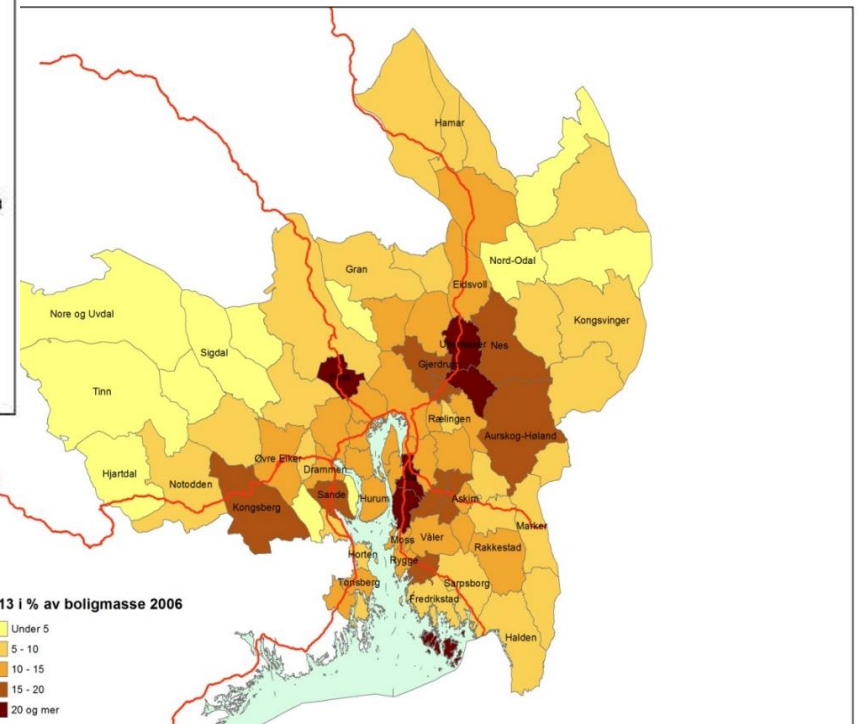 Hamar
Gran
Nord-Odal
Eidsvoll
Nore og Uvdal
Kongsvinger
Nes
Sigdal
Gjerdrum
Tinn
Rælingen
Aurskog-Høland
Øvre Eiker
Drammen
Hjartdal
Notodden
Sande
Hurum
Askim
Kongsberg
Marker
Moss
Våler
Rakkestad
Horten
Rygge
Tønsberg
Sarpsborg
Fredrikstad
Halden
13 i % av boligmasse 2006
Under 5
5 - 10
10 - 15
15 - 20
20 og mer